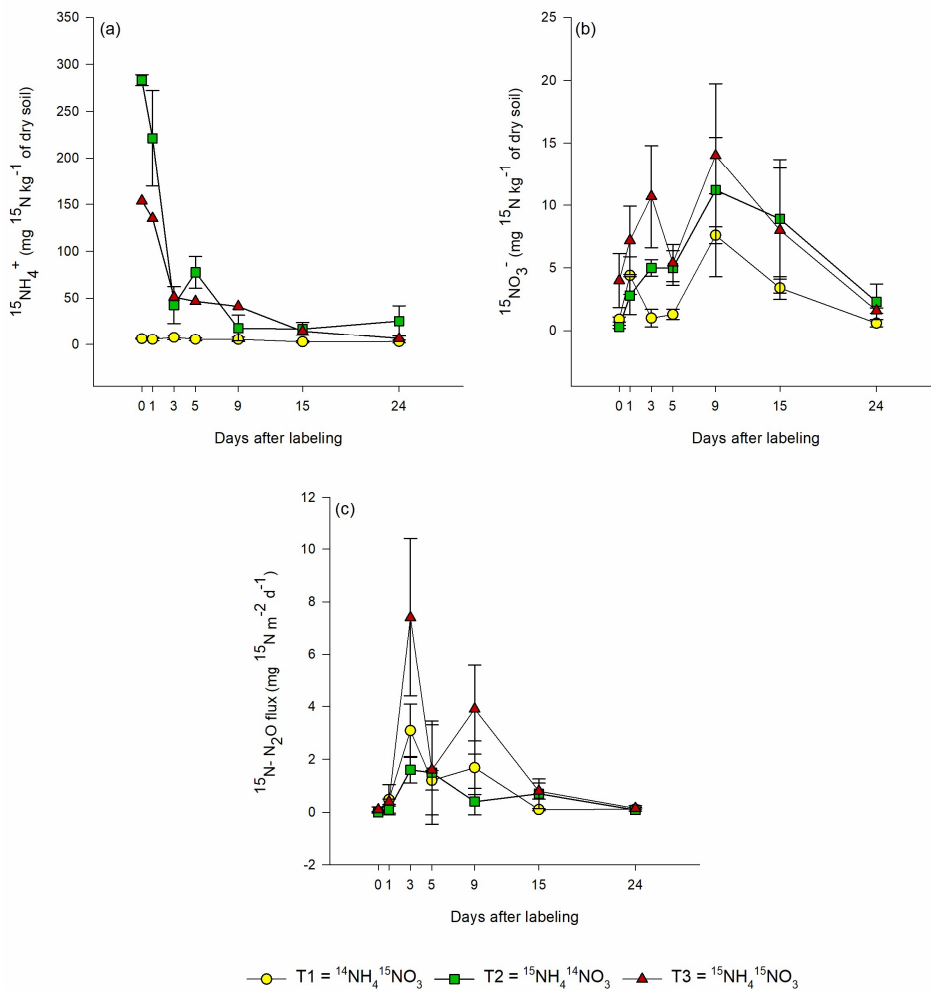 (a)
350
300
250
200
150
100
50
0
¹⁵NH₄⁺ (mg ¹⁵N kg⁻¹ of dry soil)
0 1 3 5 9 15 24
Days after labeling
(b)
25
20
15
10
5
0
¹⁵NO₃⁻ (mg ¹⁵N kg⁻¹ of dry soil)
0 1 3 5 9 15 24
Days after labeling
(c)
12
10
8
6
4
2
0
-2
¹⁵N- N₂O flux (mg ¹⁵N m⁻² d⁻¹)
0 1 3 5 9 15 24
Days after labeling
T1 = ¹⁴NH₄¹⁵NO₃ T2 = ¹⁵NH₄¹⁴NO₃ T3 = ¹⁵NH₄¹⁵NO₃